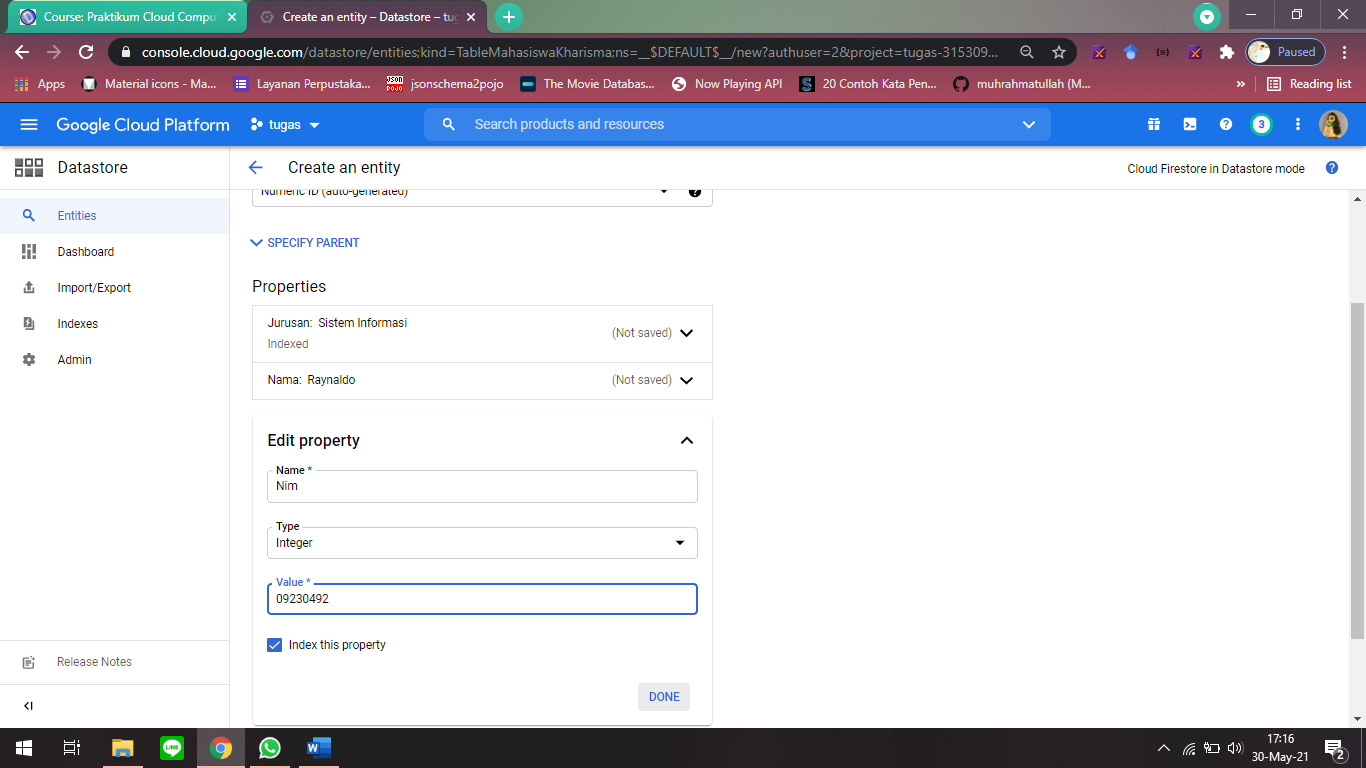 Course: Praktikum Cloud Comput
Create an entity – Datastore – tug
console.cloud.google.com/datastore/entities;kind=TableMahasiswaKharisma;ns=__$DEFAULT$__/new?authuser=2&project=tugas-315309...
Paused
Apps
Material icons - Ma...
Layanan Perpustaka...
JSON
POJO
jsonschema2pojo
The Movie Databas...
Now Playing API
S
20 Contoh Kata Pen...
muhrahmatullah (M...
»
Reading list
Google Cloud Platform
tugas
Search products and resources
3
Datastore
Create an entity
Cloud Firestore in Datastore mode
Entities
Dashboard
Import/Export
Indexes
Admin
Release Notes
Numeric ID (auto-generated)
SPECIFY PARENT
Properties
Jurusan: Sistem Informasi
(Not saved)
Indexed
Nama: Raynaldo
(Not saved)
Edit property
Name *
Nim
Type
Integer
Value *
09230492
Index this property
DONE
LINE
W
17:16
30-May-21
2